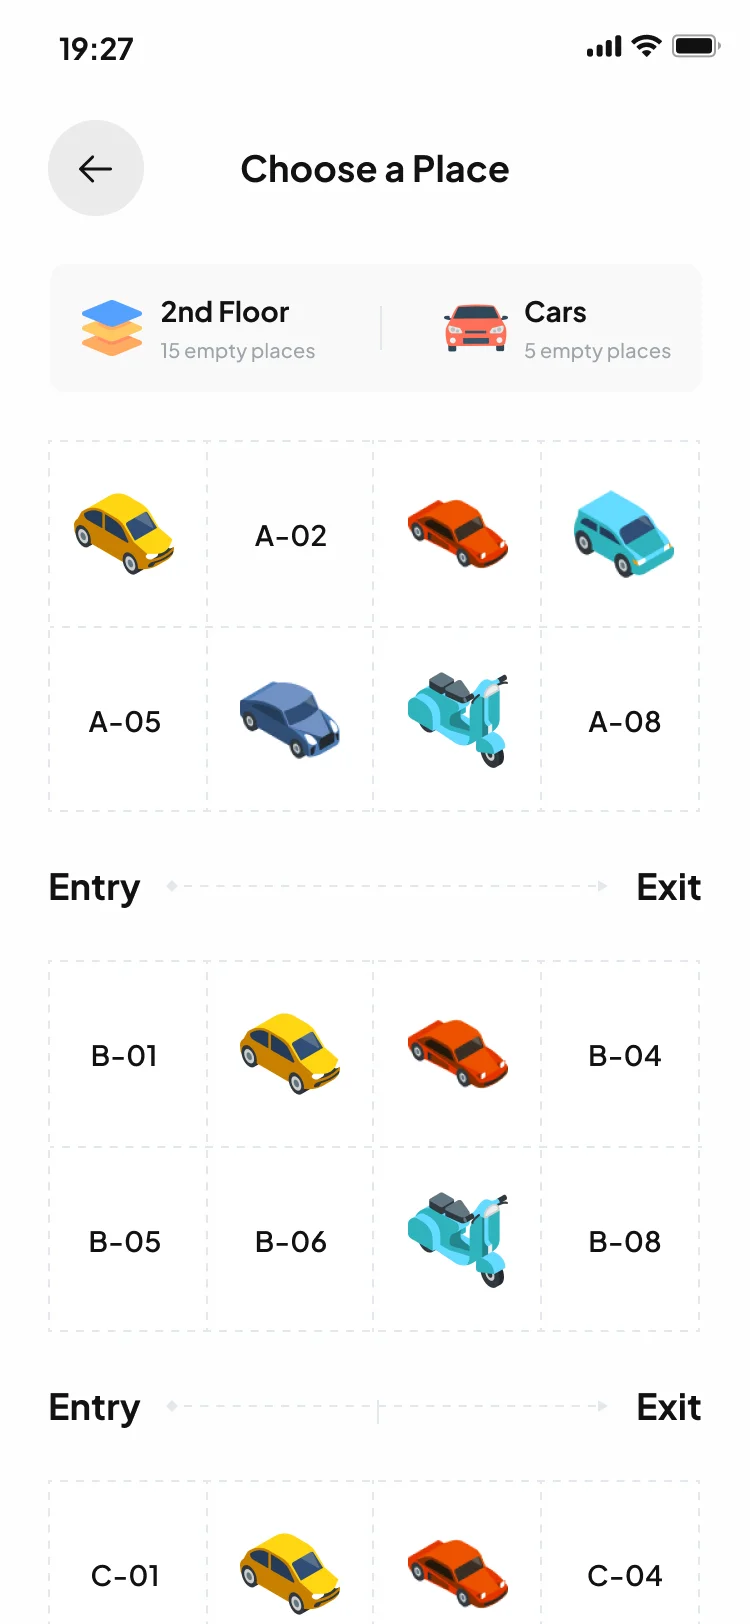 19:27
Choose a Place
2nd Floor
15 empty places
Cars
5 empty places
A-02
A-05
A-08
Entry
Exit
B-01
B-04
B-05
B-06
B-08
Entry
Exit
C-01
C-04